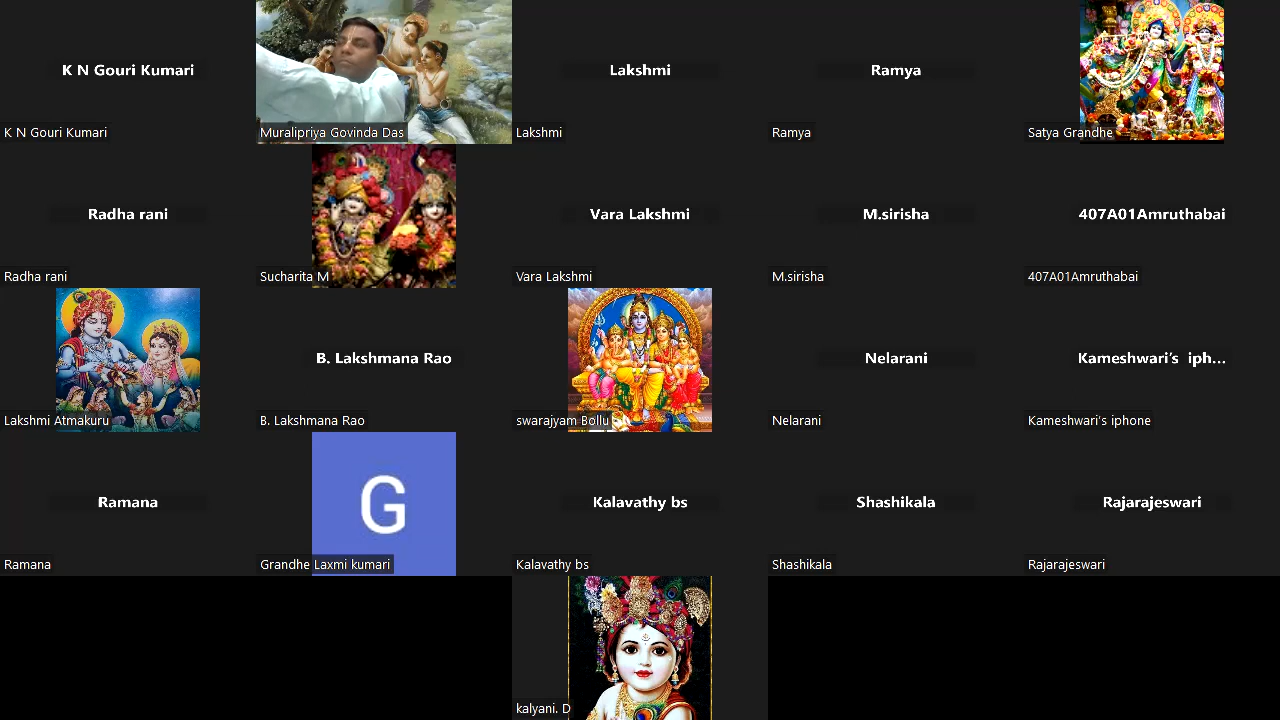 K N Gouri Kumari
K N Gouri Kumari
Muralipriya Govinda Das
Lakshmi
Lakshmi
Ramya
Ramya
Satya Grandhe
Radha rani
Radha rani
Sucharita M
Vara Lakshmi
Vara Lakshmi
M.sirisha
M.sirisha
407A01Amruthabai
407A01Amruthabai
Lakshmi Atmakuru
B. Lakshmana Rao
B. Lakshmana Rao
swarajyam Bollu
Nelarani
Nelarani
Kameshwari's iph...
Kameshwari's iphone
Ramana
Ramana
G
Grandhe Laxmi kumari
Kalavathy bs
Kalavathy bs
Shashikala
Shashikala
Rajarajeswari
Rajarajeswari
kalyani. D